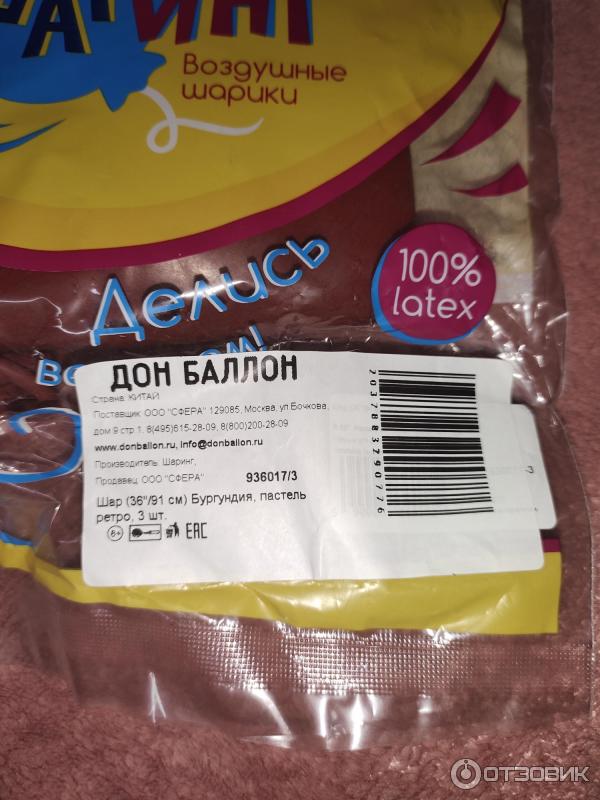 Воздушные
шарики
100%
latex
Делись
ДОН БАЛЛОН
Страна: КИТАЙ
Поставщик: ООО "СФЕРА" 129085, Москва, ул Бочкова,
дом 9 стр 1. 8(495)615-28-09, 8(800)200-28-09
www.donballon.ru, info@donballon.ru
Производитель: Шаринг,
Продавец: ООО "СФЕРА" 936017/3
Шар (36"/91 см) Бургундия, пастель
ретро, 3 шт.
6+ EAC
ОТЗОВИК